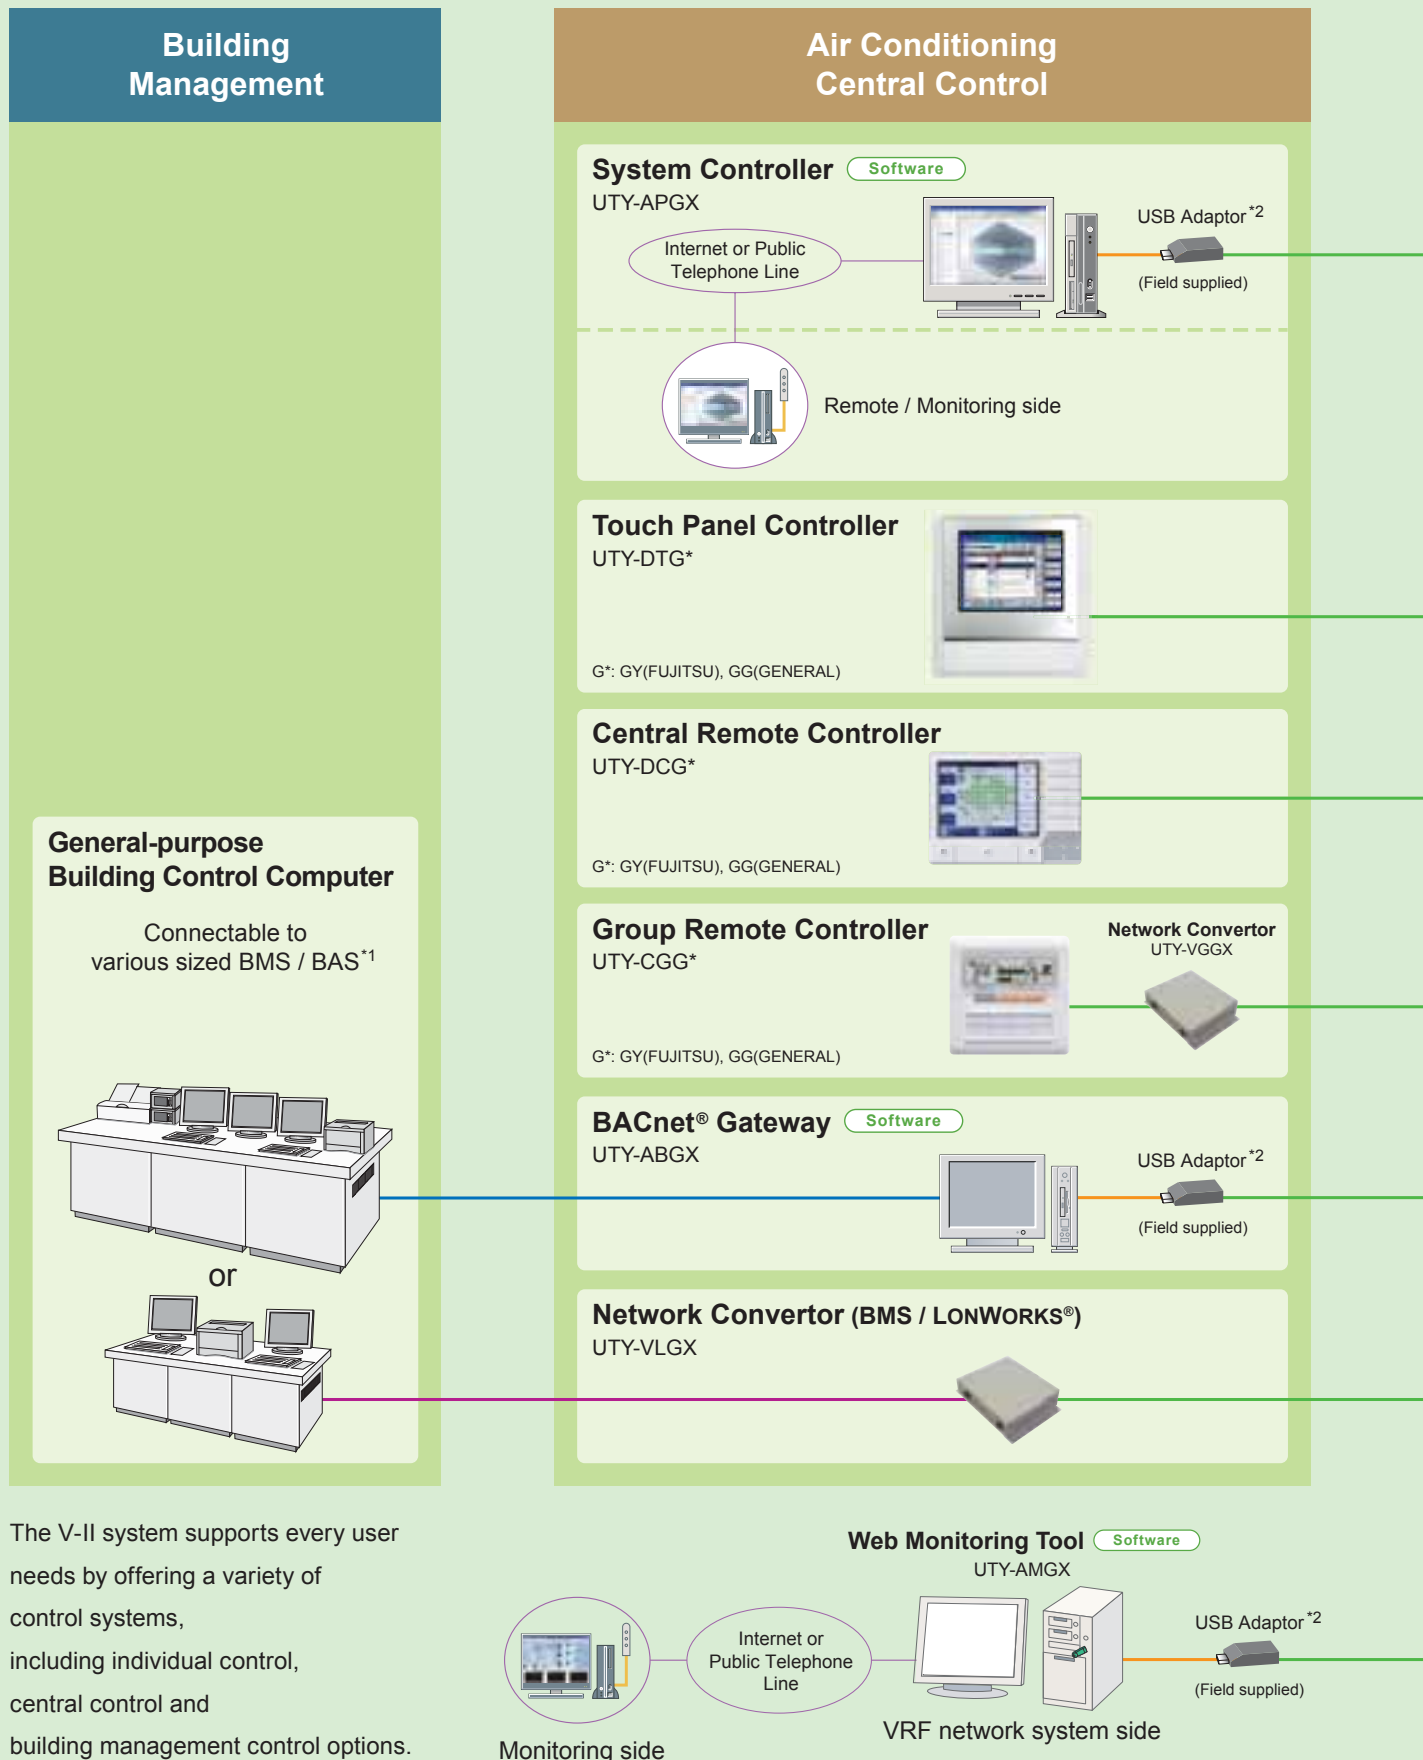 Building
Management
Air Conditioning
Central Control
System Controller Software
UTY-APGX
Internet or Public
Telephone Line
USB Adaptor*2
(Field supplied)
Remote / Monitoring side
Touch Panel Controller
UTY-DTG*
G*: GY(FUJITSU), GG(GENERAL)
Central Remote Controller
UTY-DCG*
G*: GY(FUJITSU), GG(GENERAL)
General-purpose
Building Control Computer
Connectable to
various sized BMS / BAS*1
or
Group Remote Controller
UTY-CGG*
Network Convertor
UTY-VGGX
G*: GY(FUJITSU), GG(GENERAL)
BACnet® Gateway Software
UTY-ABGX
USB Adaptor*2
(Field supplied)
Network Convertor (BMS / LONWORKS®)
UTY-VLGX
The V-II system supports every user
needs by offering a variety of
control systems,
including individual control,
central control and
building management control options.
Web Monitoring Tool Software
UTY-AMGX
Internet or
Public Telephone
Line
USB Adaptor*2
(Field supplied)
VRF network system side
Monitoring side